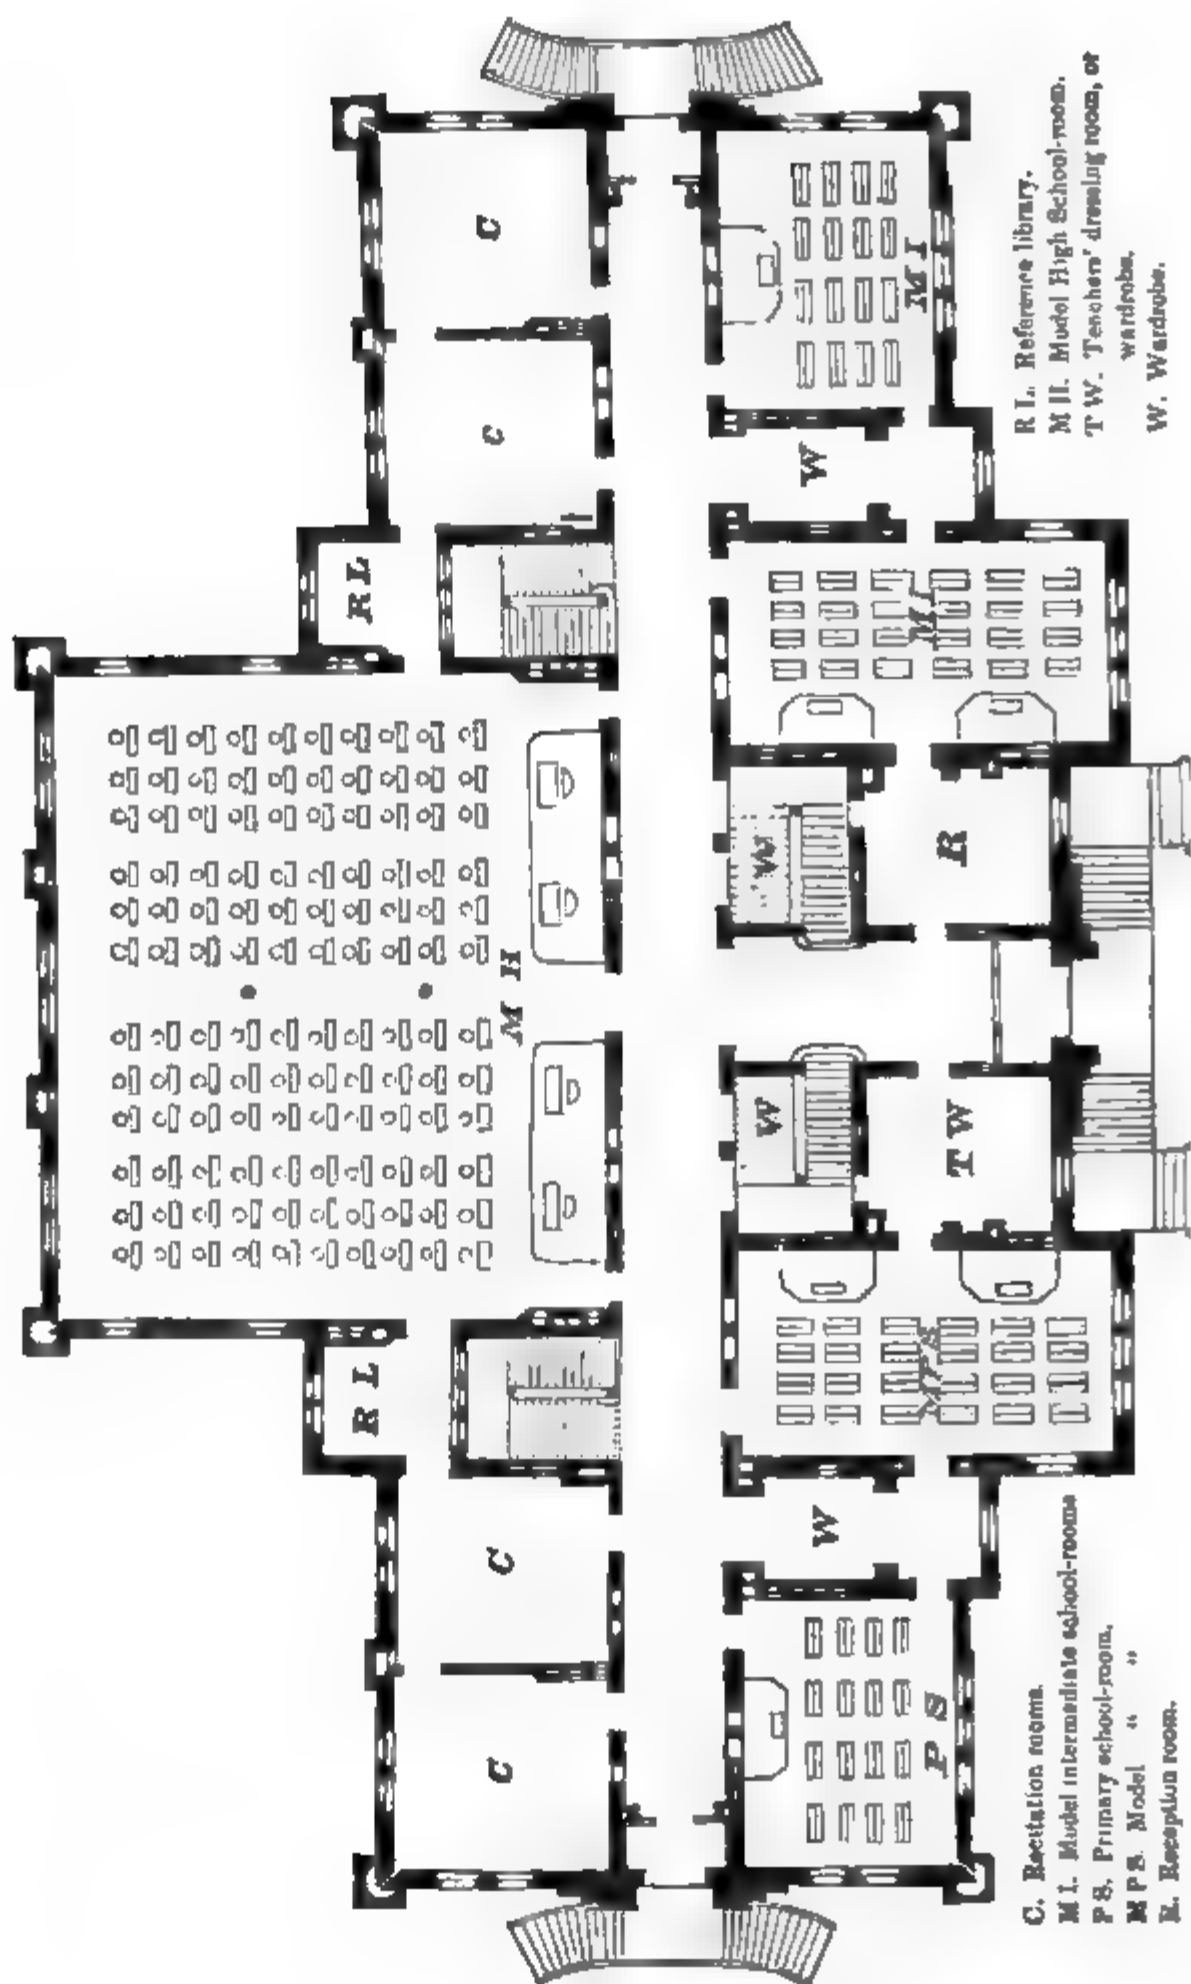 R L
R L
C
C
M H
C
C
W
W
W
W
P S
M P S
T W
R
M I
M I
C. Recitation rooms.
M I. Model intermediate school-rooms
P S. Primary school-room.
M P S. Model " "
R. Reception room.
R L. Reference library.
M H. Model High School-room.
T W. Teachers' dressing room, or
wardrobe.
W. Wardrobe.